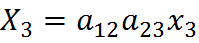 X₃ = a₁₂a₂₃x₃